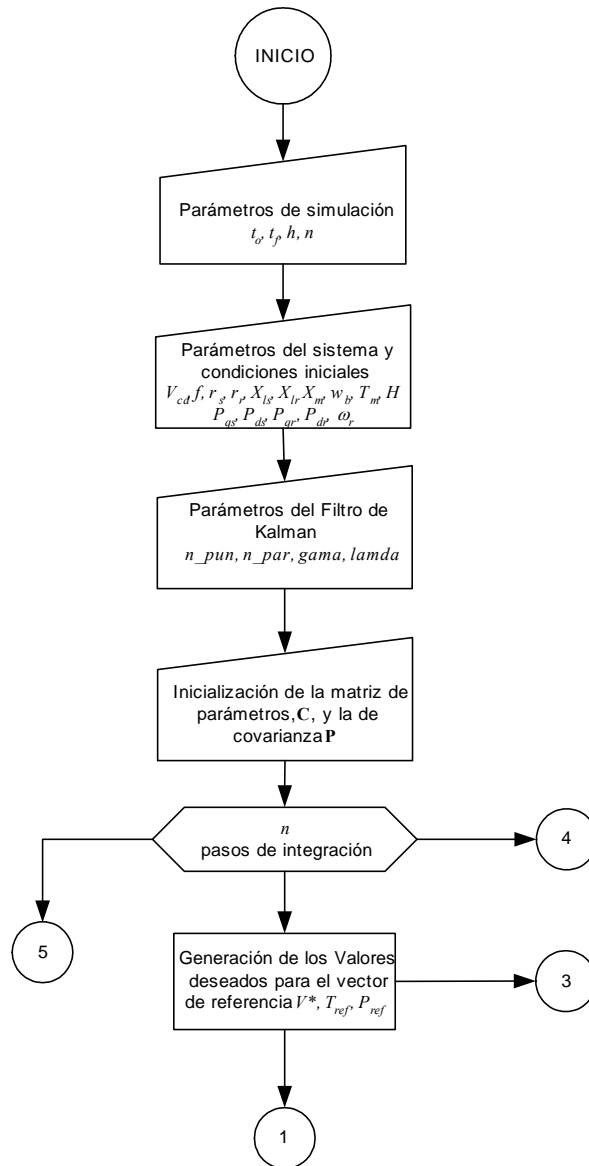 INICIO
Parámetros de simulación
t_o, t_f, h, n
Parámetros del sistema y
condiciones iniciales
V_cd, f, r_s, r_r, X_ls, X_lr X_m, w_b, T_m, H
P_qs, P_ds, P_qr, P_dr, ω_r
Parámetros del Filtro de
Kalman
n_pun, n_par, gama, lamda
Inicialización de la matriz de
parámetros, C, y la de
covarianza P
n
pasos de integración
4
5
Generación de los Valores
deseados para el vector
de referencia V*, T_ref, P_ref
3
1